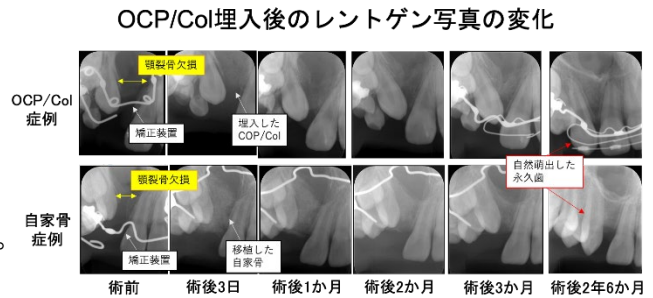 OCP/Col埋入後のレントゲン写真の変化
OCP/Col
症例
顎裂骨欠損
矯正装置
埋入した
COP/Col
自然萌出した
永久歯
。
自家骨
症例
顎裂骨欠損
矯正装置
移植した
自家骨
術前
術後3日
術後1か月
術後2か月
術後3か月
術後2年6か月